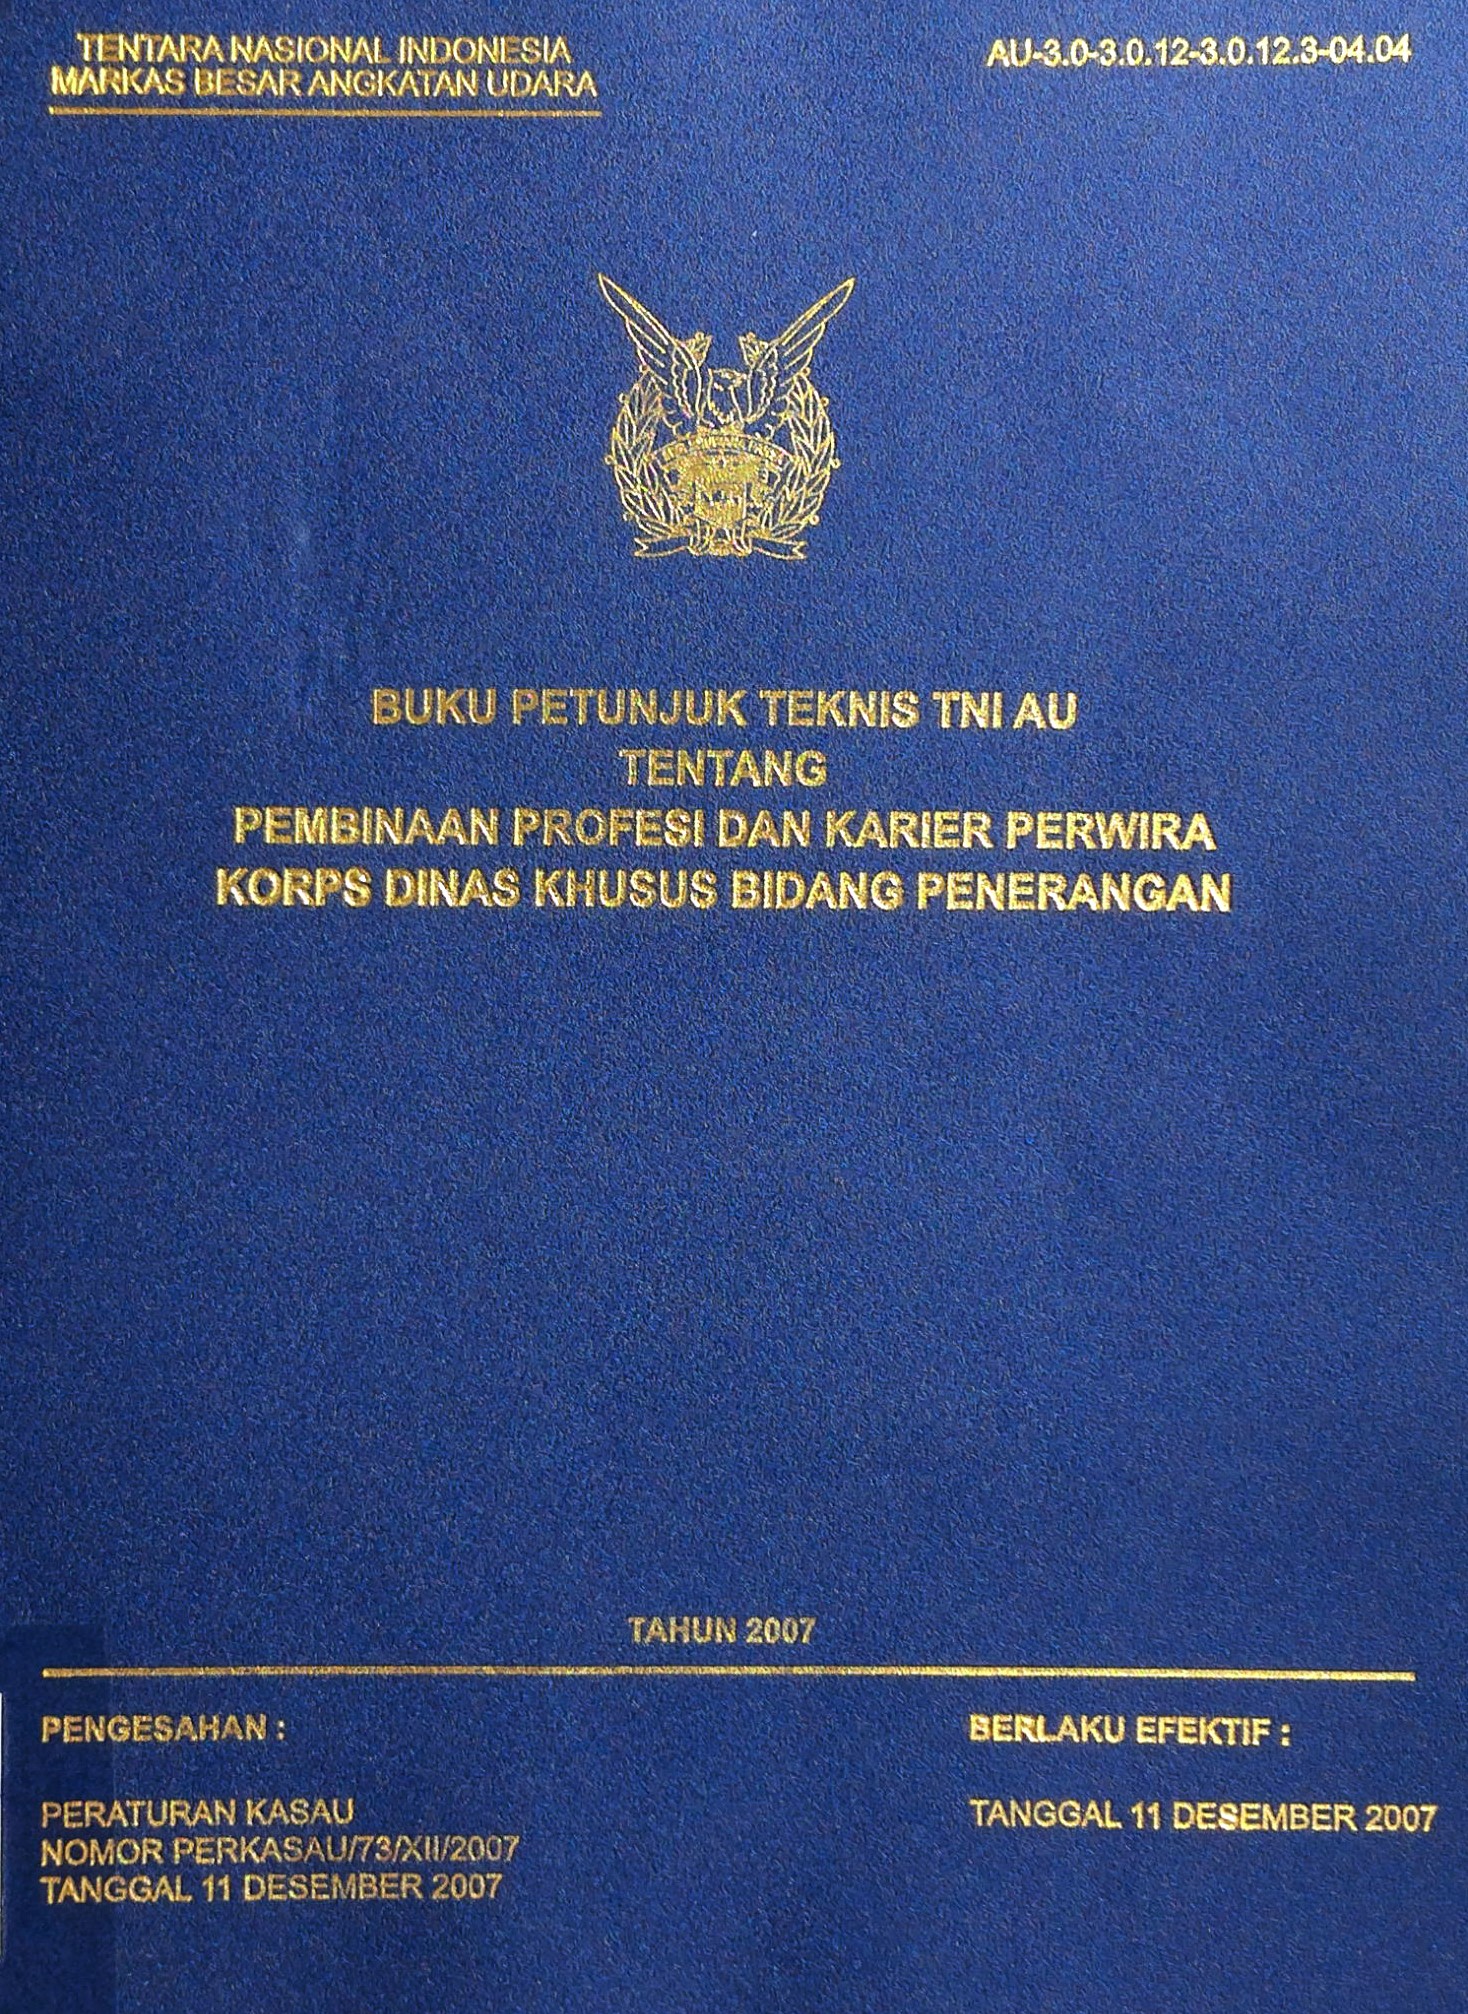 TENTARA NASIONAL INDONESIA
MARKAS BESAR ANGKATAN UDARA
AU-3.0-3.0.12-3.0.12.3-04.04
BUKU PETUNJUK TEKNIS TNI AU
TENTANG
PEMBINAAN PROFESI DAN KARIER PERWIRA
KORPS DINAS KHUSUS BIDANG PENERANGAN
TAHUN 2007
PENGESAHAN :
PERATURAN KASAU
NOMOR PERKASAU/73/XII/2007
TANGGAL 11 DESEMBER 2007
BERLAKU EFEKTIF :
TANGGAL 11 DESEMBER 2007